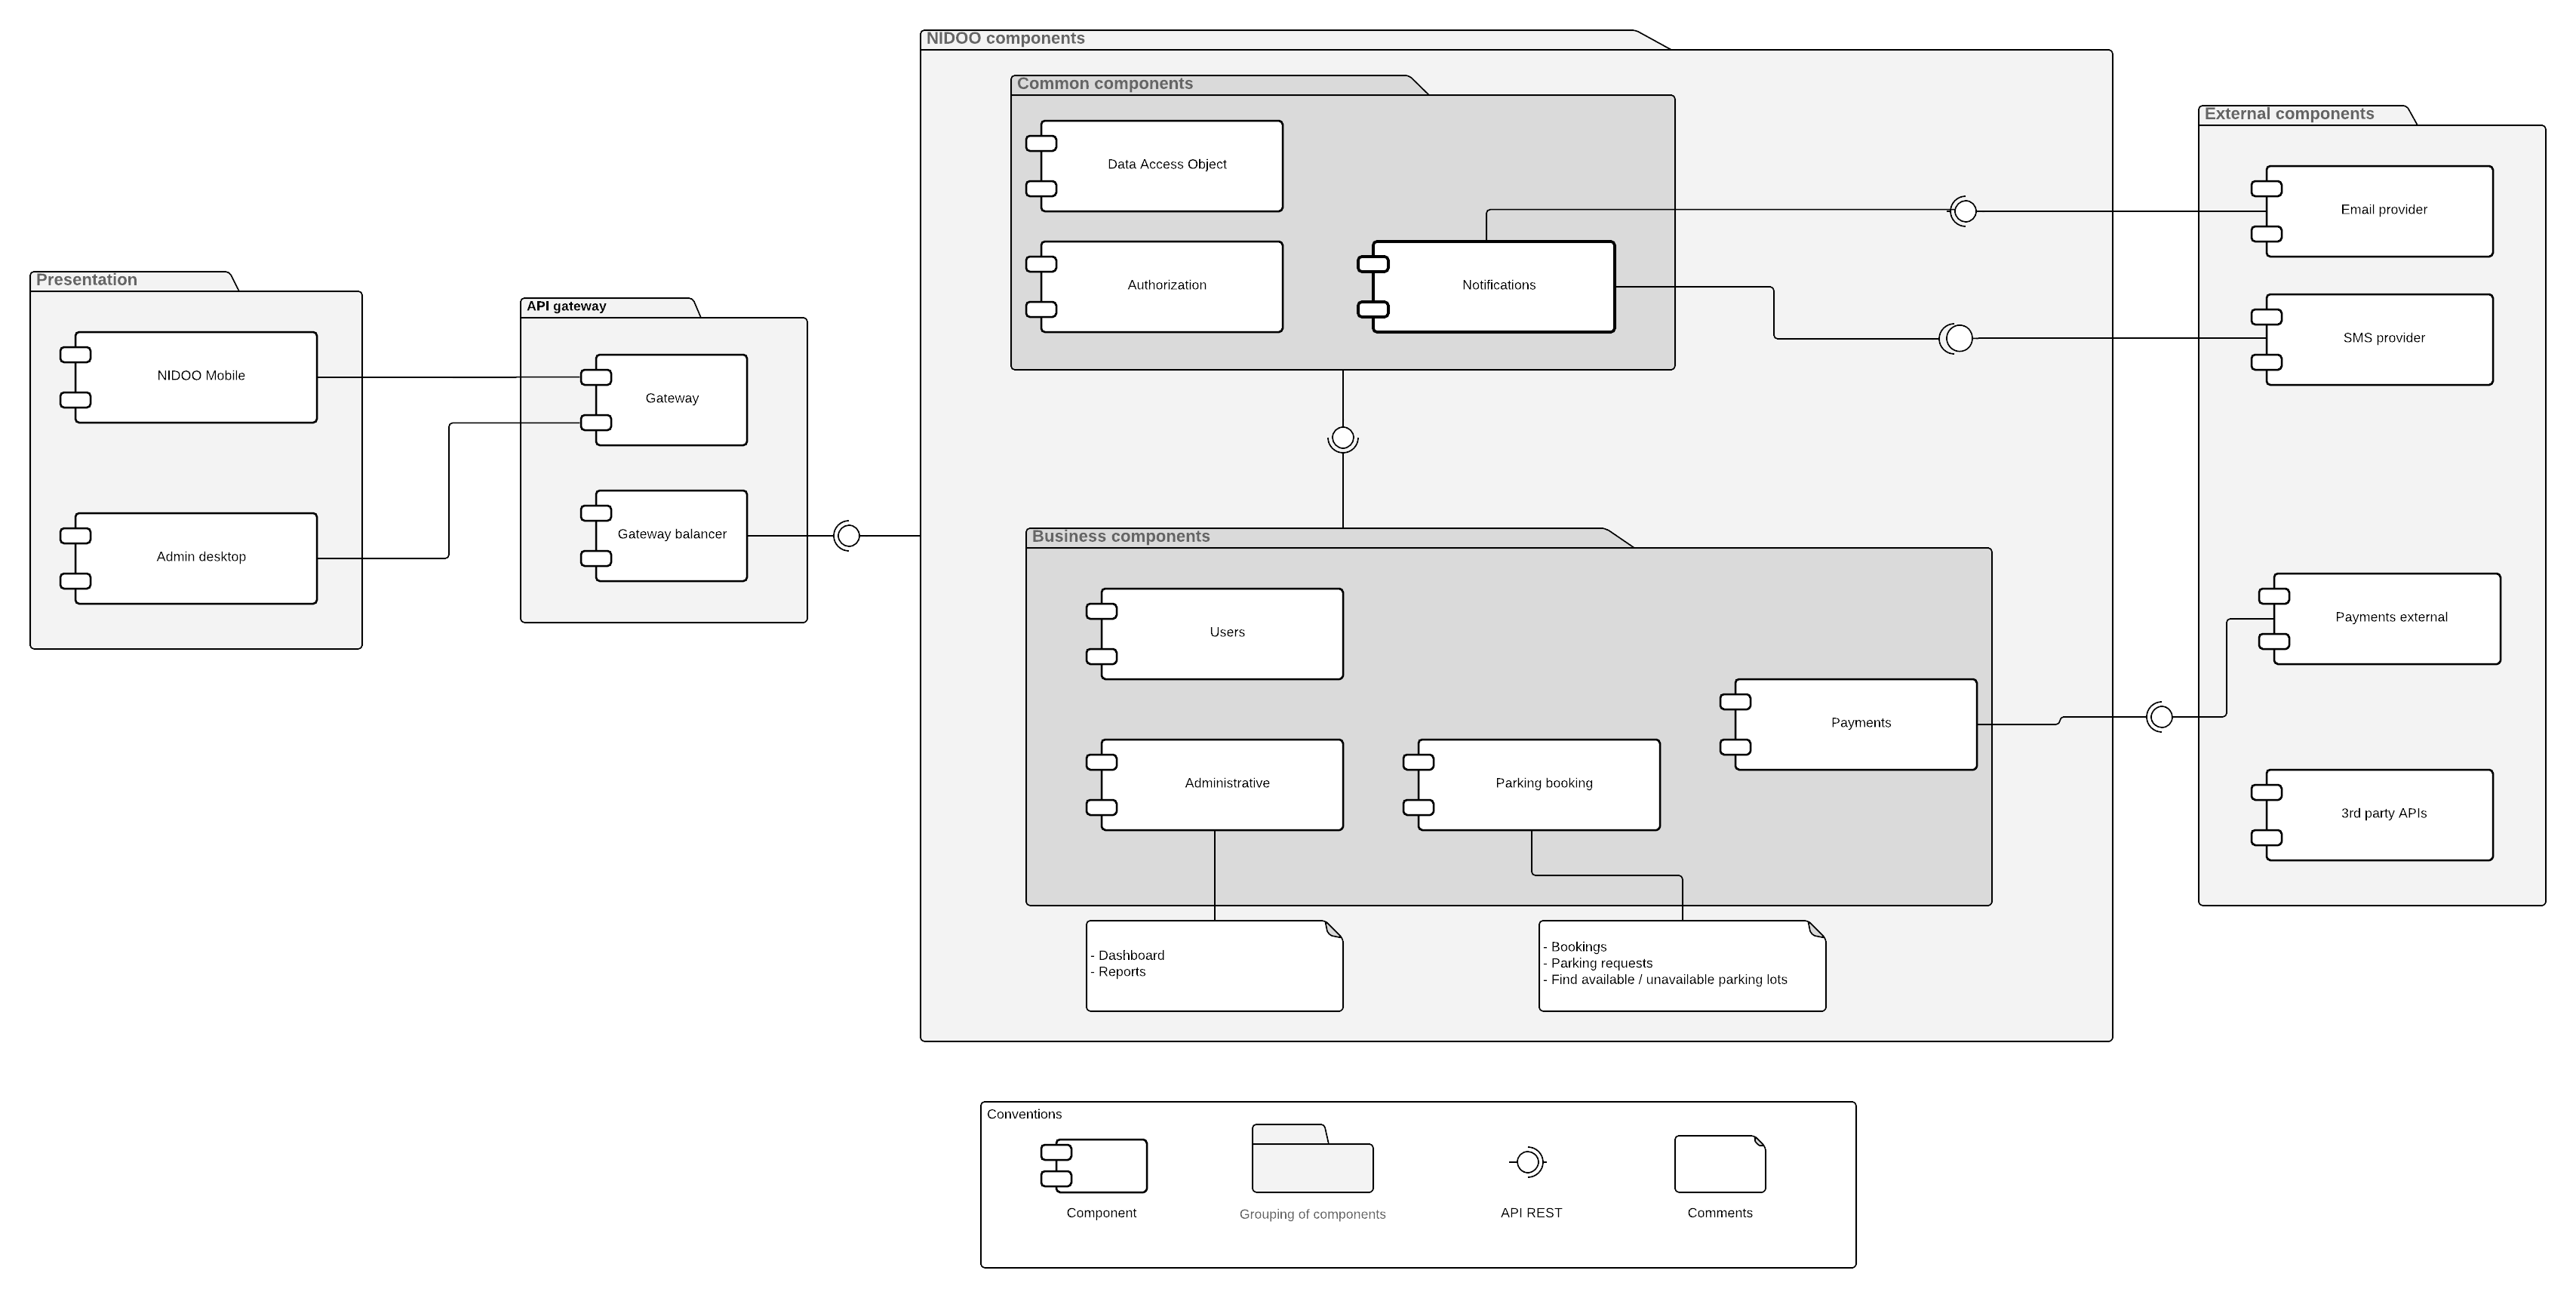 NIDOO components
Common components
Data Access Object
Authorization
Notifications
External components
Email provider
SMS provider
Payments external
3rd party APIs
Presentation
NIDOO Mobile
Admin desktop
API gateway
Gateway
Gateway balancer
Business components
Users
Administrative
Parking booking
Payments
- Dashboard
- Reports
- Bookings
- Parking requests
- Find available / unavailable parking lots
Conventions
Component
Grouping of components
API REST
Comments